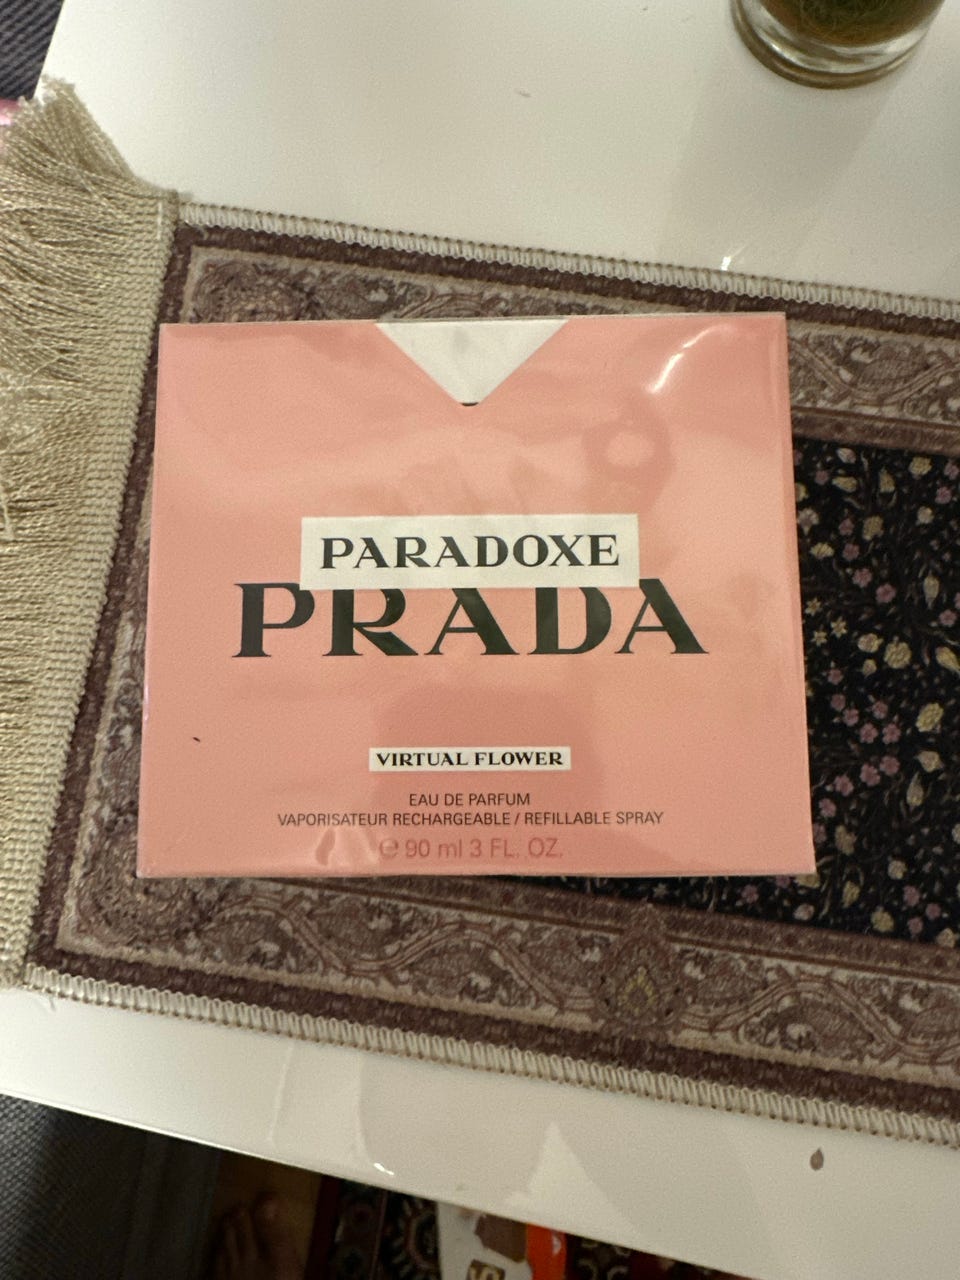 PARADOXE
PRADA
VIRTUAL FLOWER
EAU DE PARFUM
VAPORISATEUR RECHARGEABLE / REFILLABLE SPRAY
℮ 90 ml 3 FL. OZ.